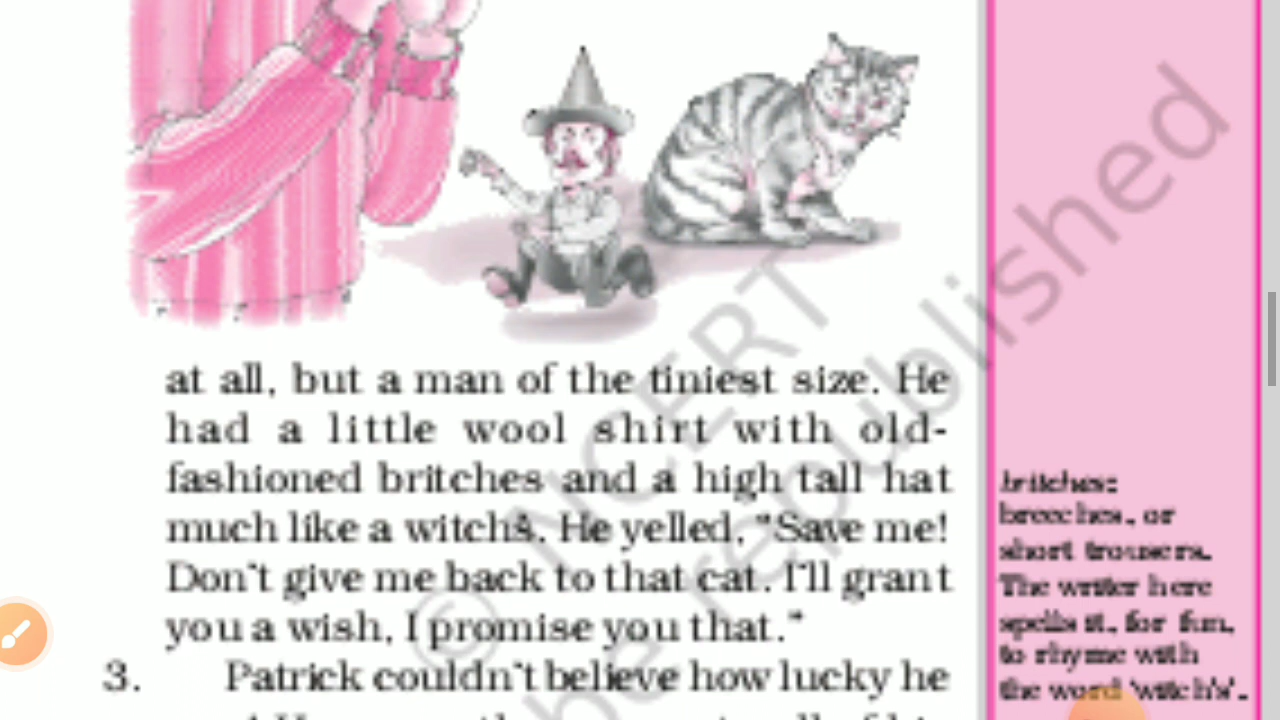 at all, but a man of the tiniest size. He
had a little wool shirt with old-
fashioned britches and a high tall hat
much like a witch's. He yelled, "Save me!
Don't give me back to that cat. I'll grant
you a wish, I promise you that."
3. Patrick couldn't believe how lucky he
britches:
breeches, or
short trousers.
The writer here
spells it, for fun,
to rhyme with
the word 'witch's'.
© NCERT
be republished